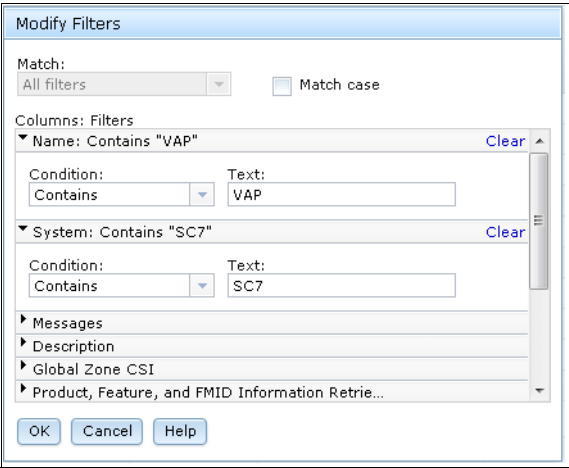 Modify Filters
Match:
All filters
Match case
Columns: Filters
Name: Contains "VAP" Clear
Condition: Text:
Contains VAP
System: Contains "SC7" Clear
Condition: Text:
Contains SC7
Messages
Description
Global Zone CSI
Product, Feature, and FMID Information Retrie...
OK Cancel Help